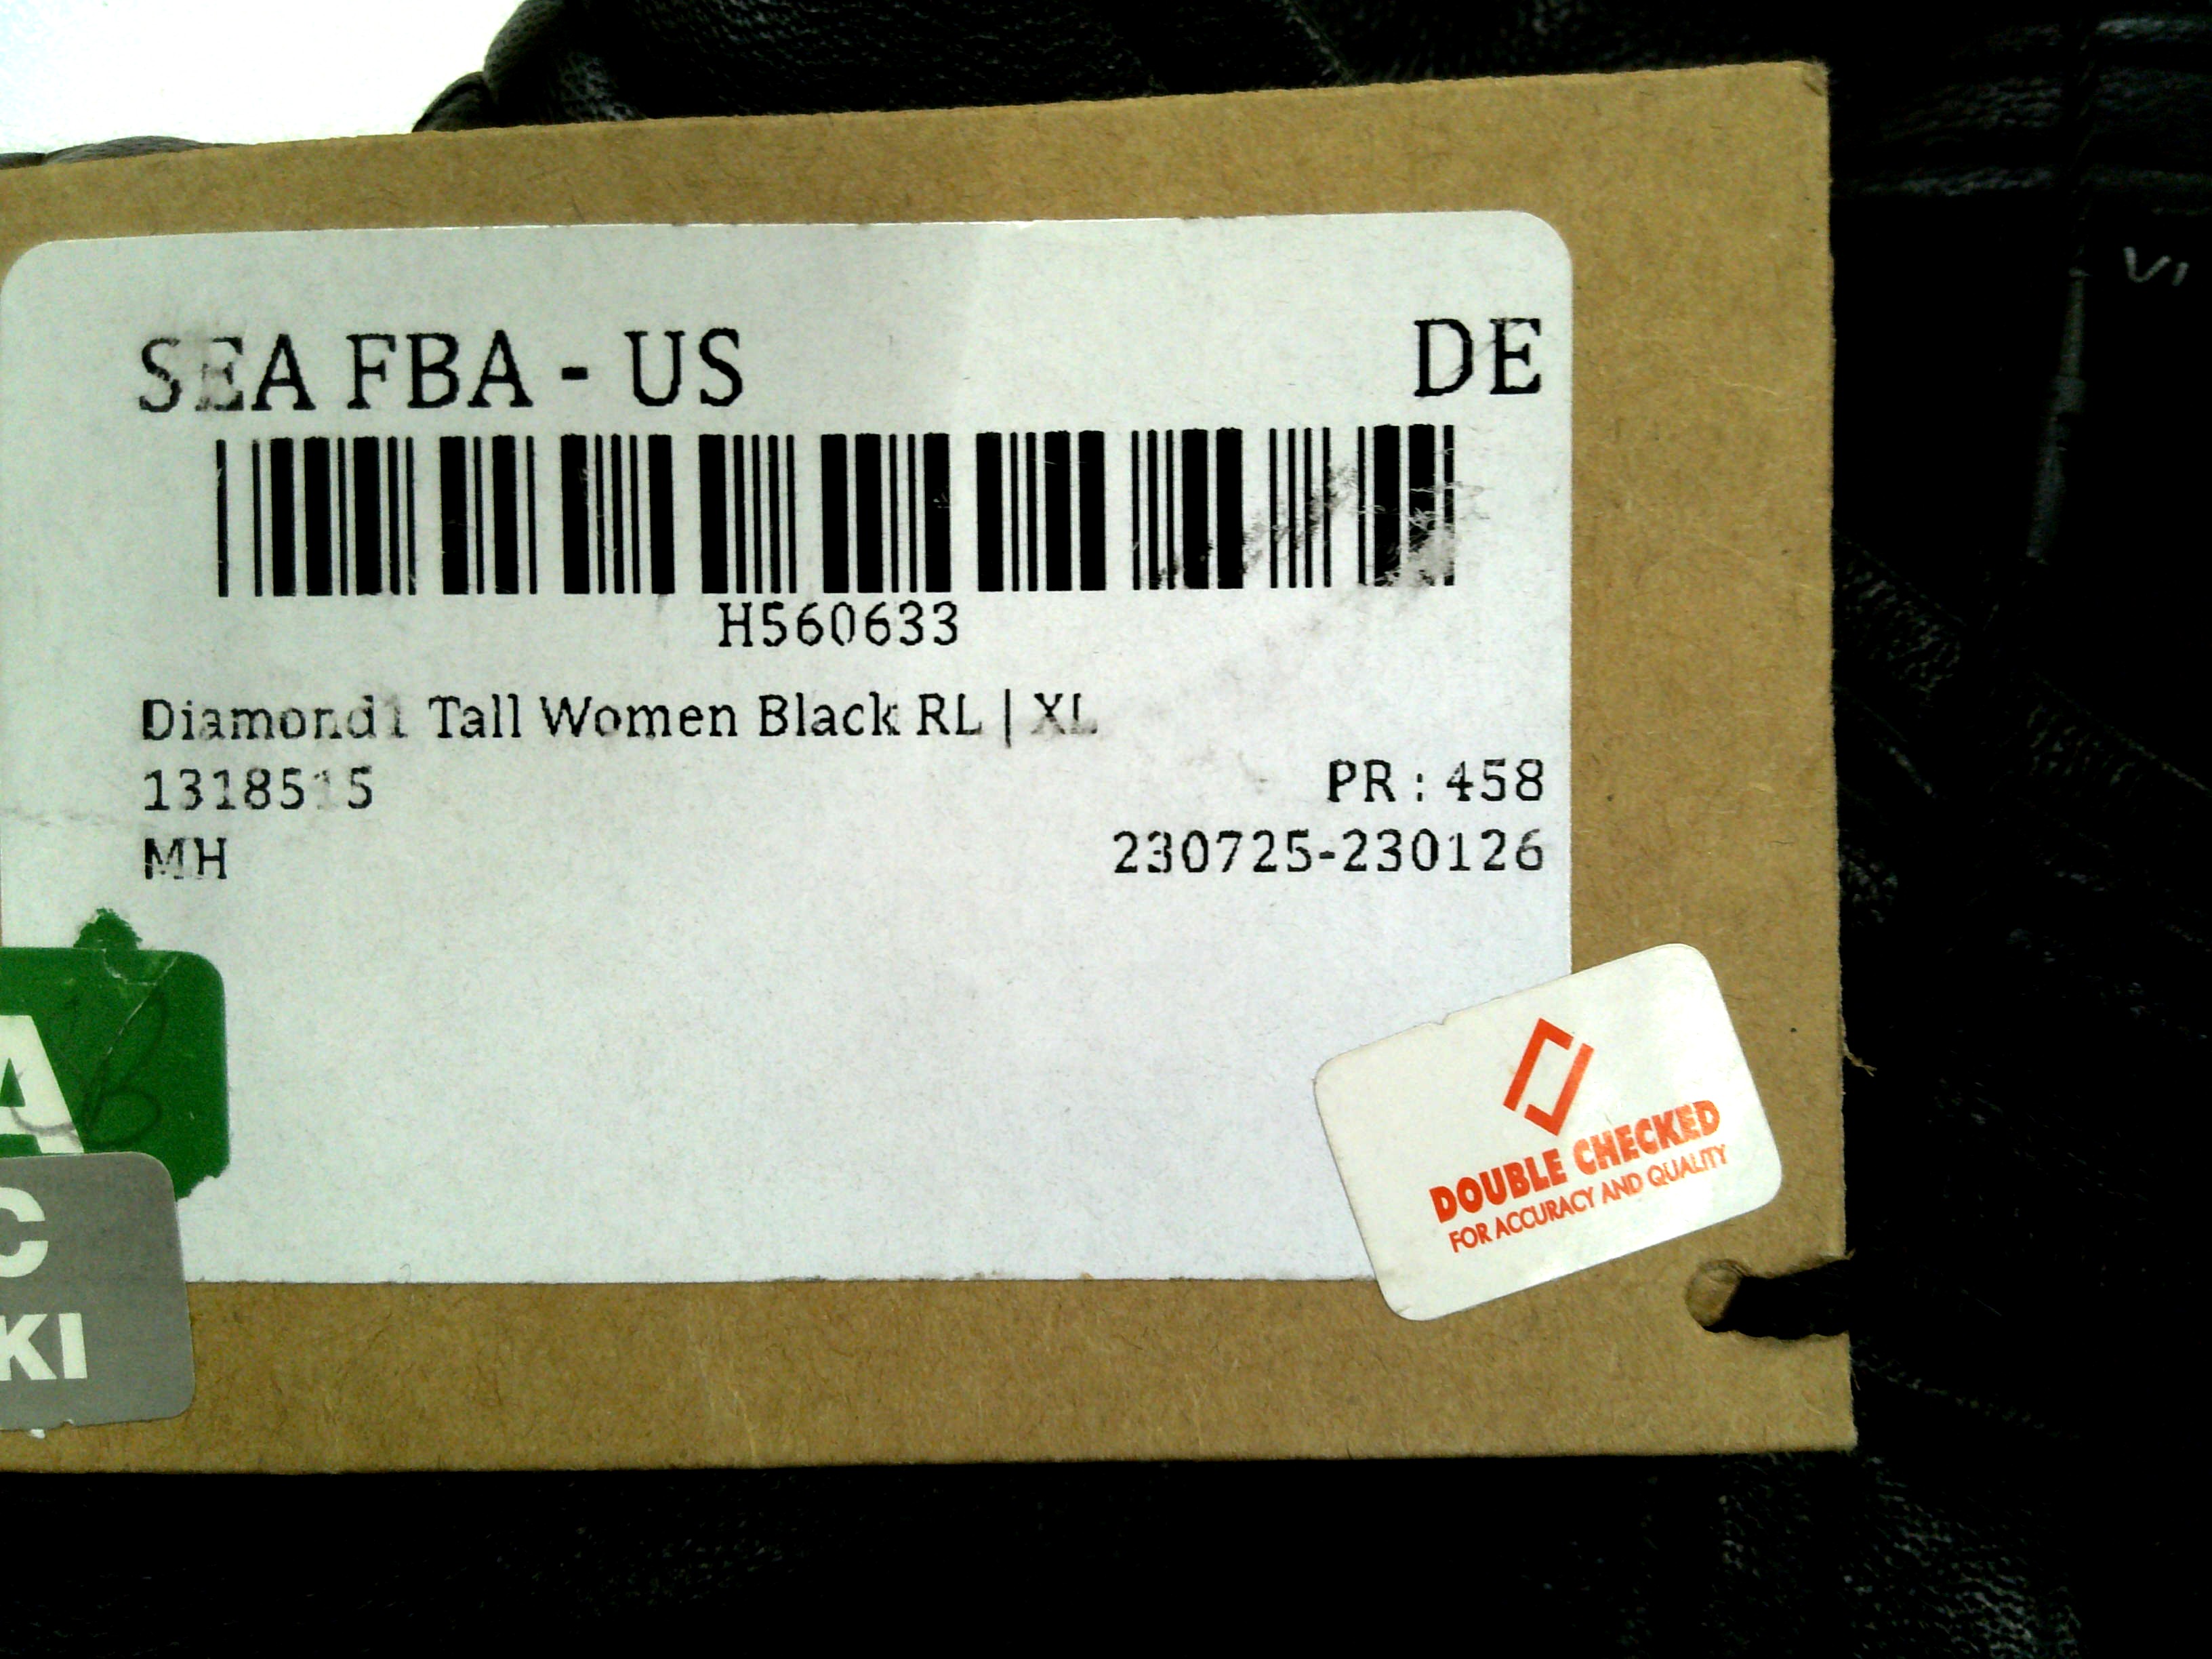 SEA FBA - US
DE
H560633
Diamond1 Tall Women Black RL | XL
1318515
PR : 458
MH
230725-230126
A
C
KI
DOUBLE CHECKED
FOR ACCURACY AND QUALITY